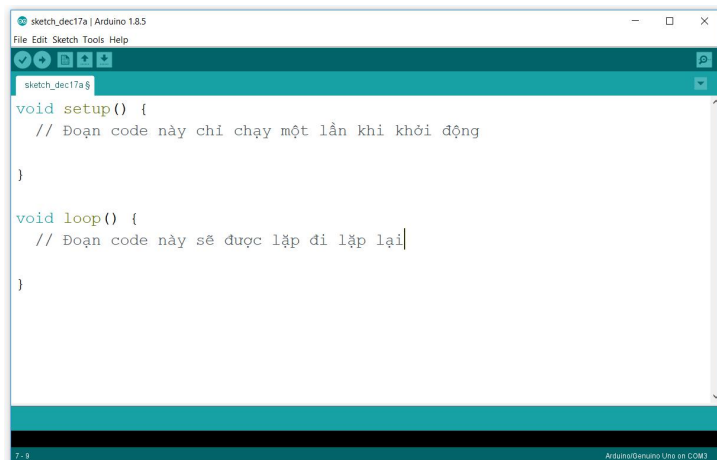 sketch_dec17a | Arduino 1.8.5
File Edit Sketch Tools Help
sketch_dec17a §
void setup() {
// Đoạn code này chỉ chạy một lần khi khởi động
}
void loop() {
// Đoạn code này sẽ được lặp đi lặp lại
}
7 - 9
Arduino/Genuino Uno on COM3